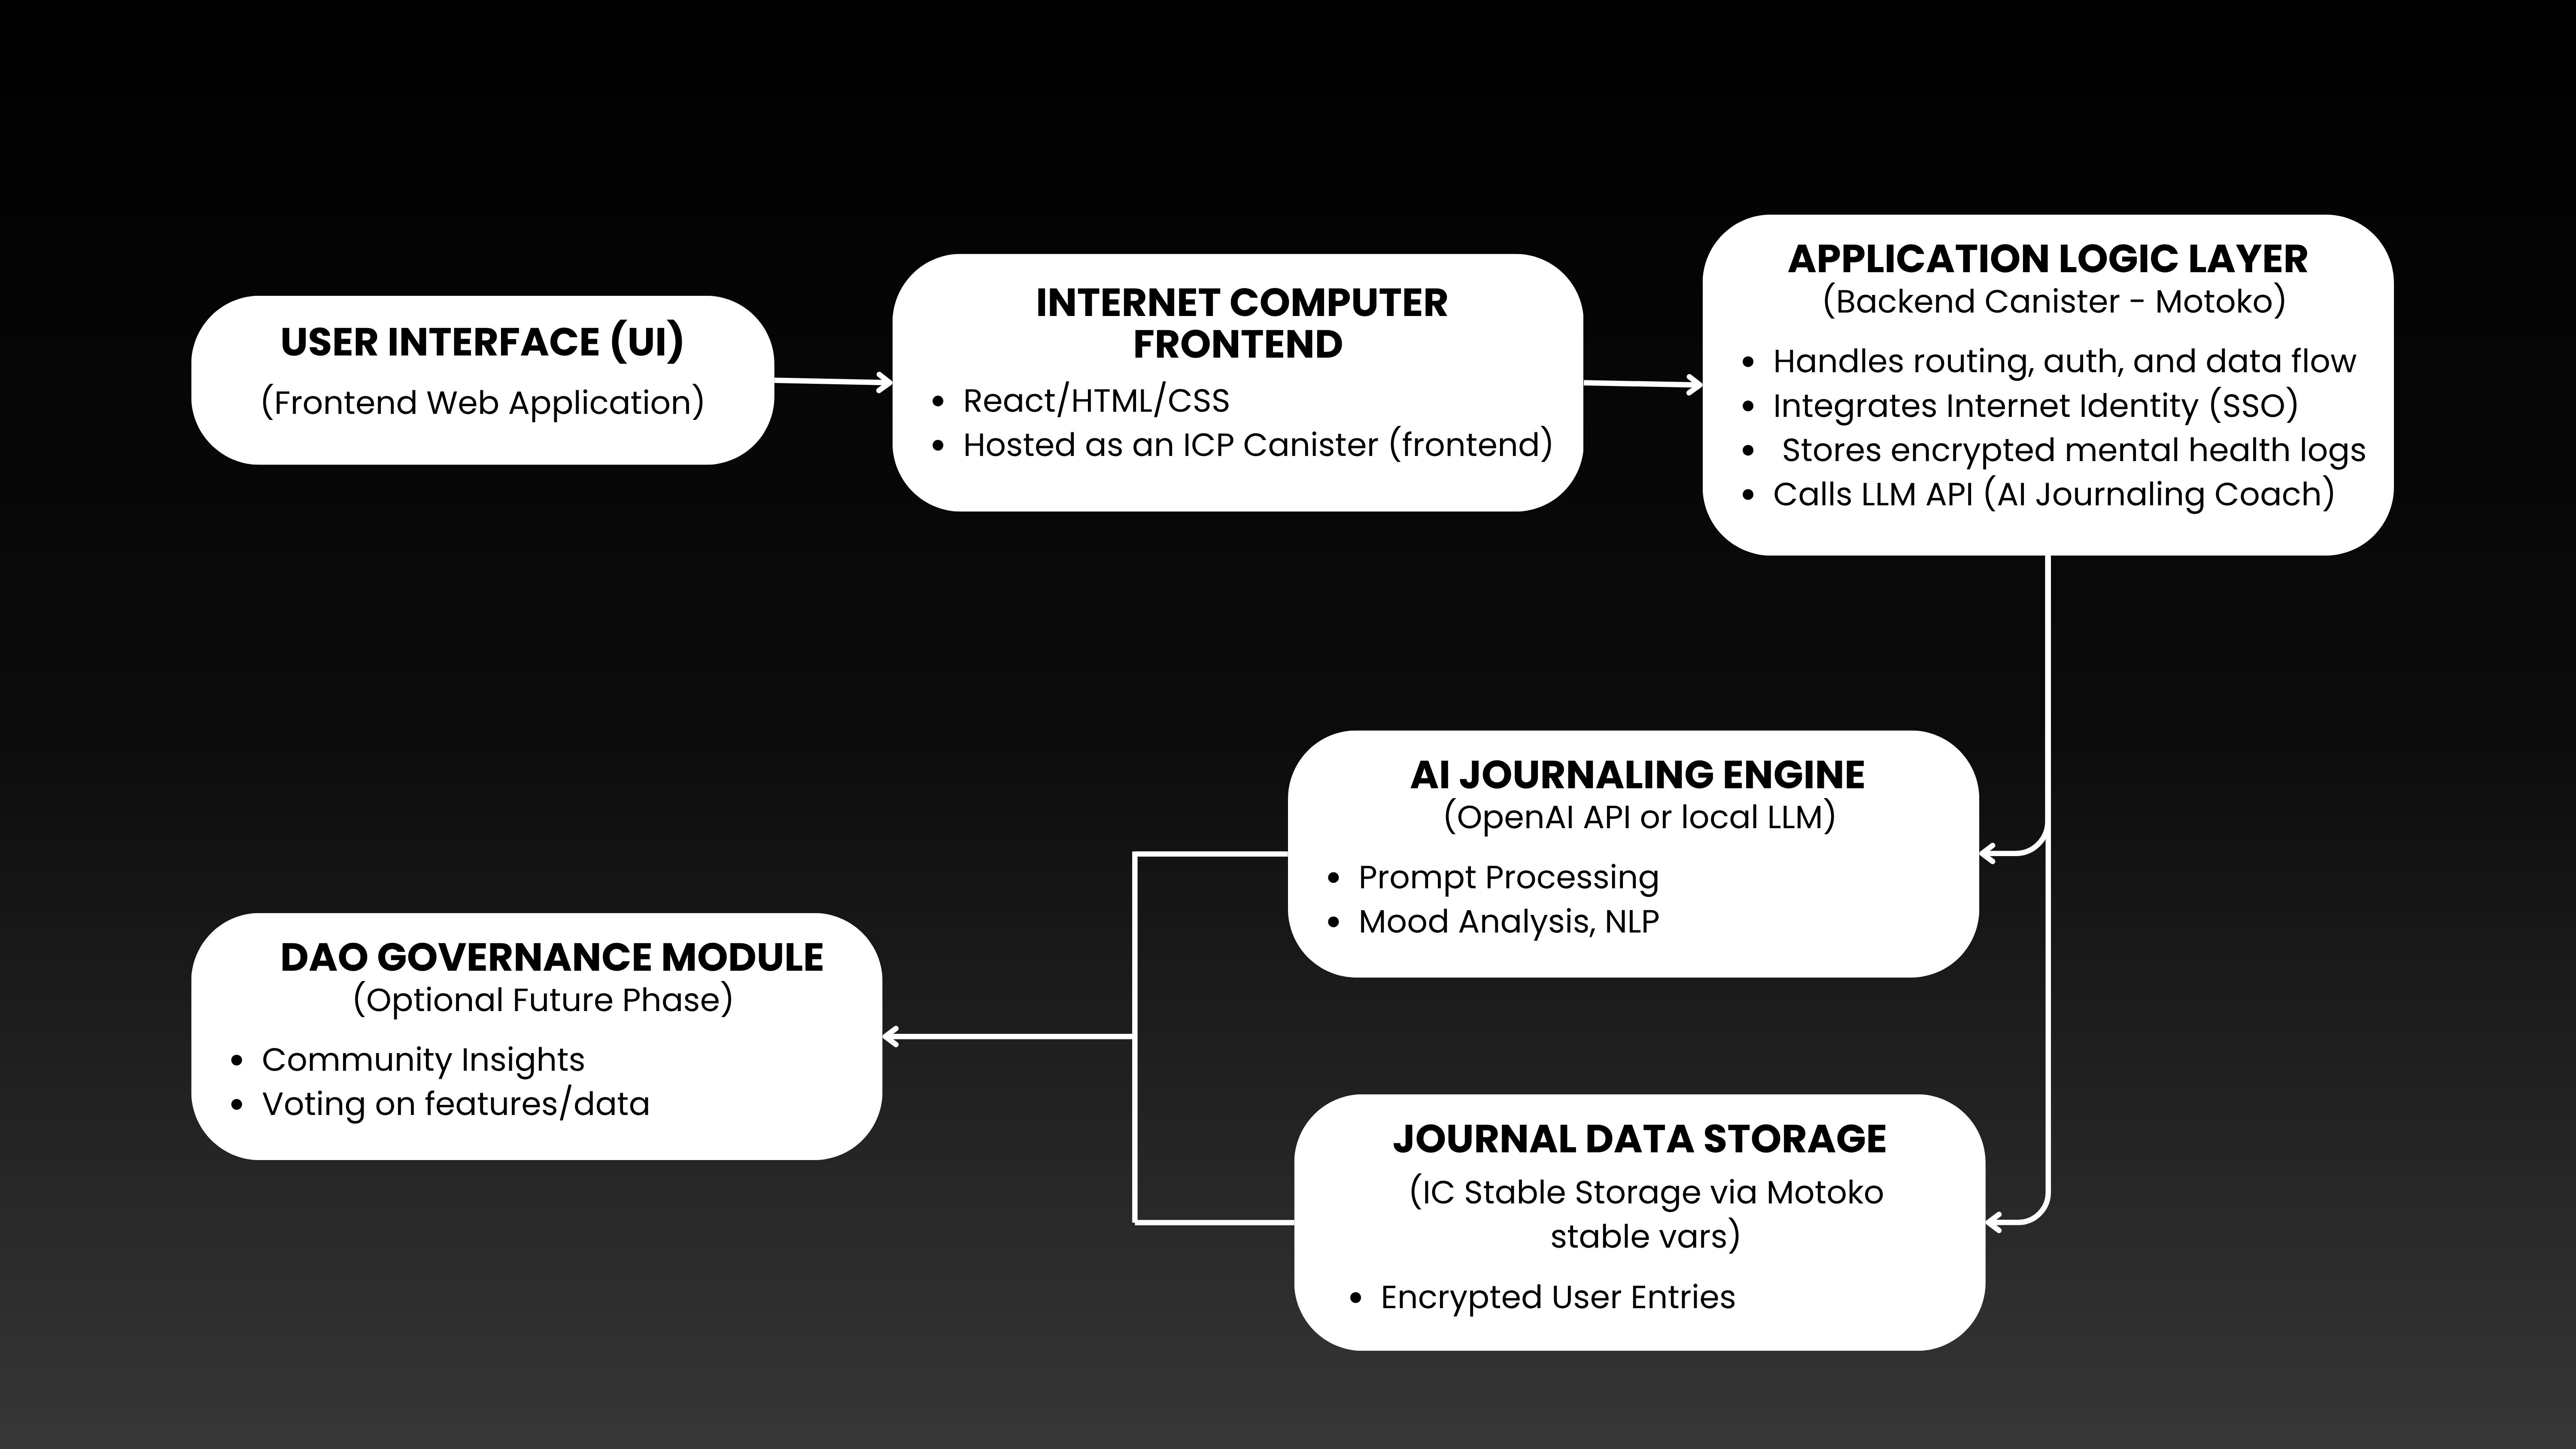 USER INTERFACE (UI)
(Frontend Web Application)
INTERNET COMPUTER
FRONTEND
• React/HTML/CSS
• Hosted as an ICP Canister (frontend)
APPLICATION LOGIC LAYER
(Backend Canister - Motoko)
• Handles routing, auth, and data flow
• Integrates Internet Identity (SSO)
• Stores encrypted mental health logs
• Calls LLM API (AI Journaling Coach)
AI JOURNALING ENGINE
(OpenAI API or local LLM)
• Prompt Processing
• Mood Analysis, NLP
DAO GOVERNANCE MODULE
(Optional Future Phase)
• Community Insights
• Voting on features/data
JOURNAL DATA STORAGE
(IC Stable Storage via Motoko
stable vars)
• Encrypted User Entries